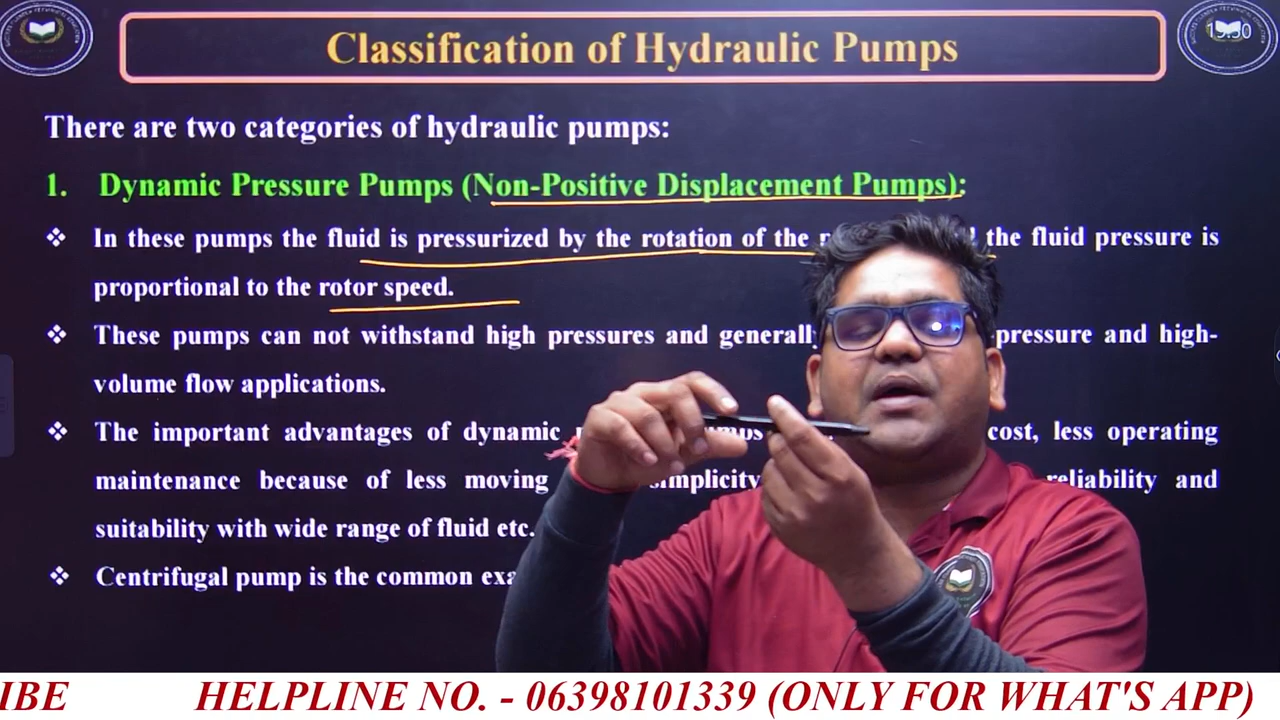 Classification of Hydraulic Pumps
There are two categories of hydraulic pumps:
1. Dynamic Pressure Pumps (Non-Positive Displacement Pumps):
❖ In these pumps the fluid is pressurized by the rotation of the the fluid pressure is
proportional to the rotor speed.
❖ These pumps can not withstand high pressures and generally pressure and high-
volume flow applications.
❖ The important advantages of dynamic cost, less operating
maintenance because of less moving simplicity reliability and
suitability with wide range of fluid etc.
❖ Centrifugal pump is the common
IBE HELPLINE NO. - 06398101339 (ONLY FOR WHAT'S APP)